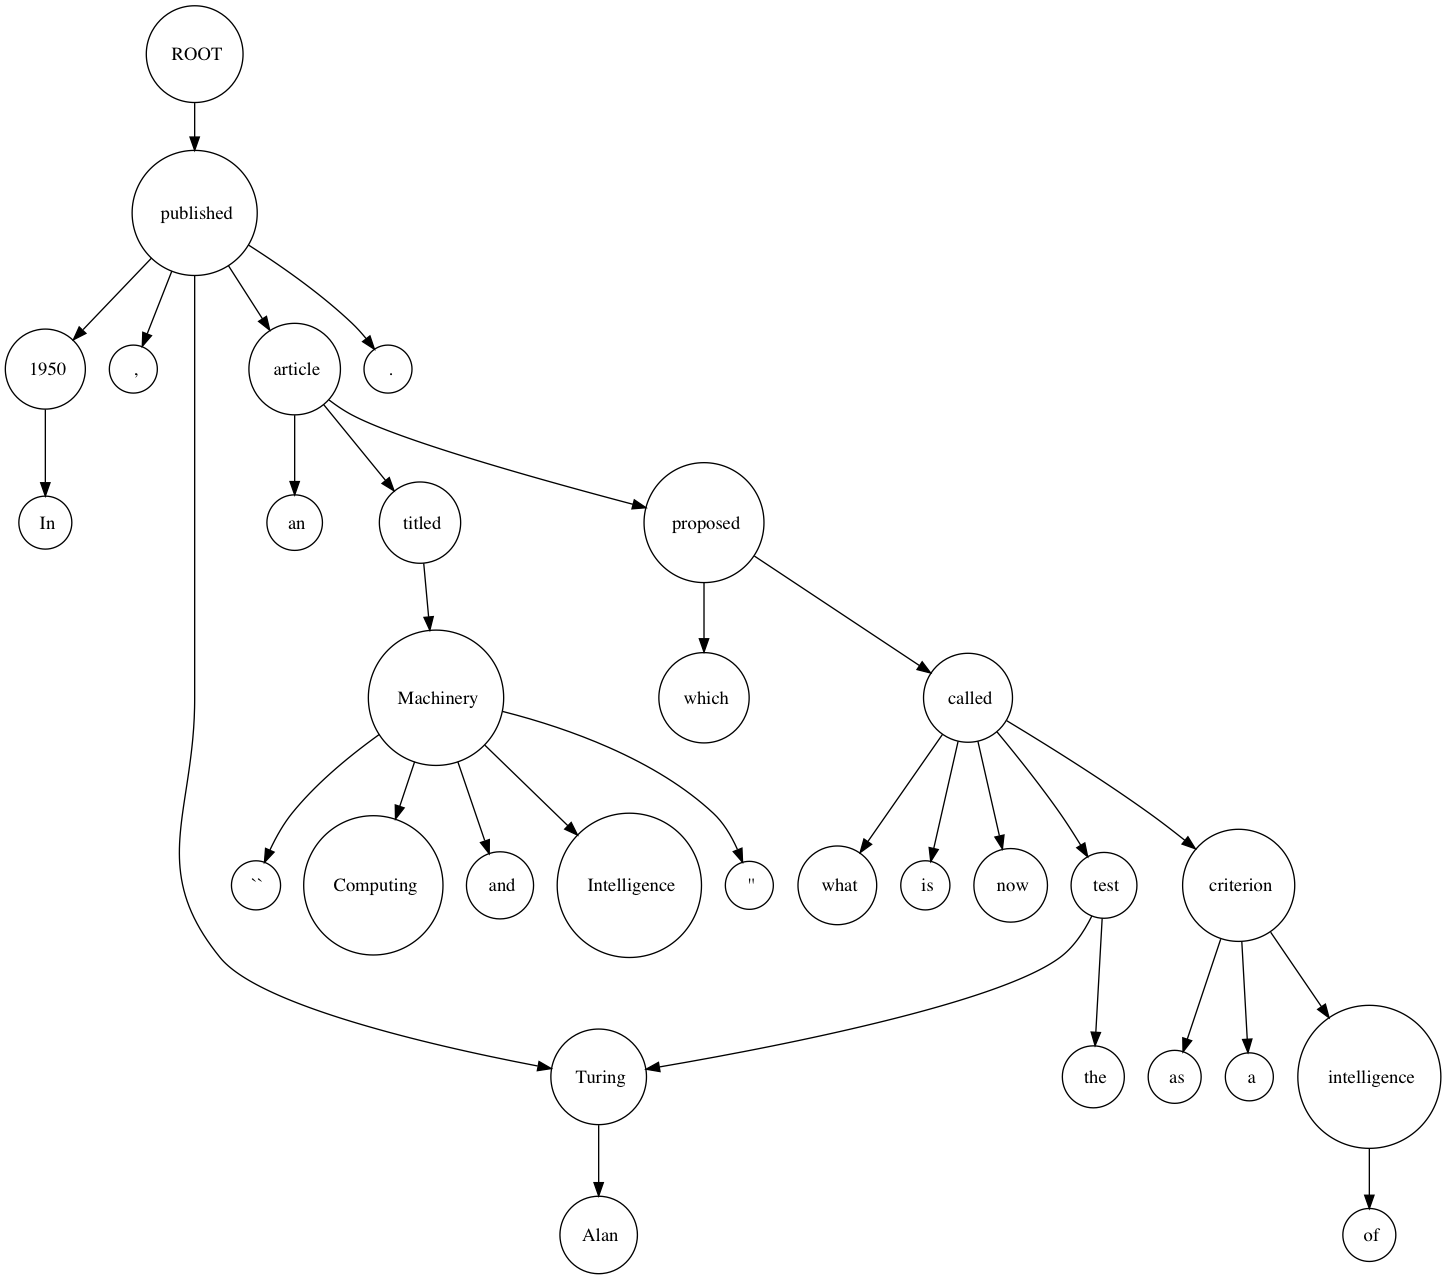 ROOT
published
1950 , article .
In an titled proposed
Machinery which called
`` Computing and Intelligence '' what is now test criterion
Turing the as a intelligence
Alan of